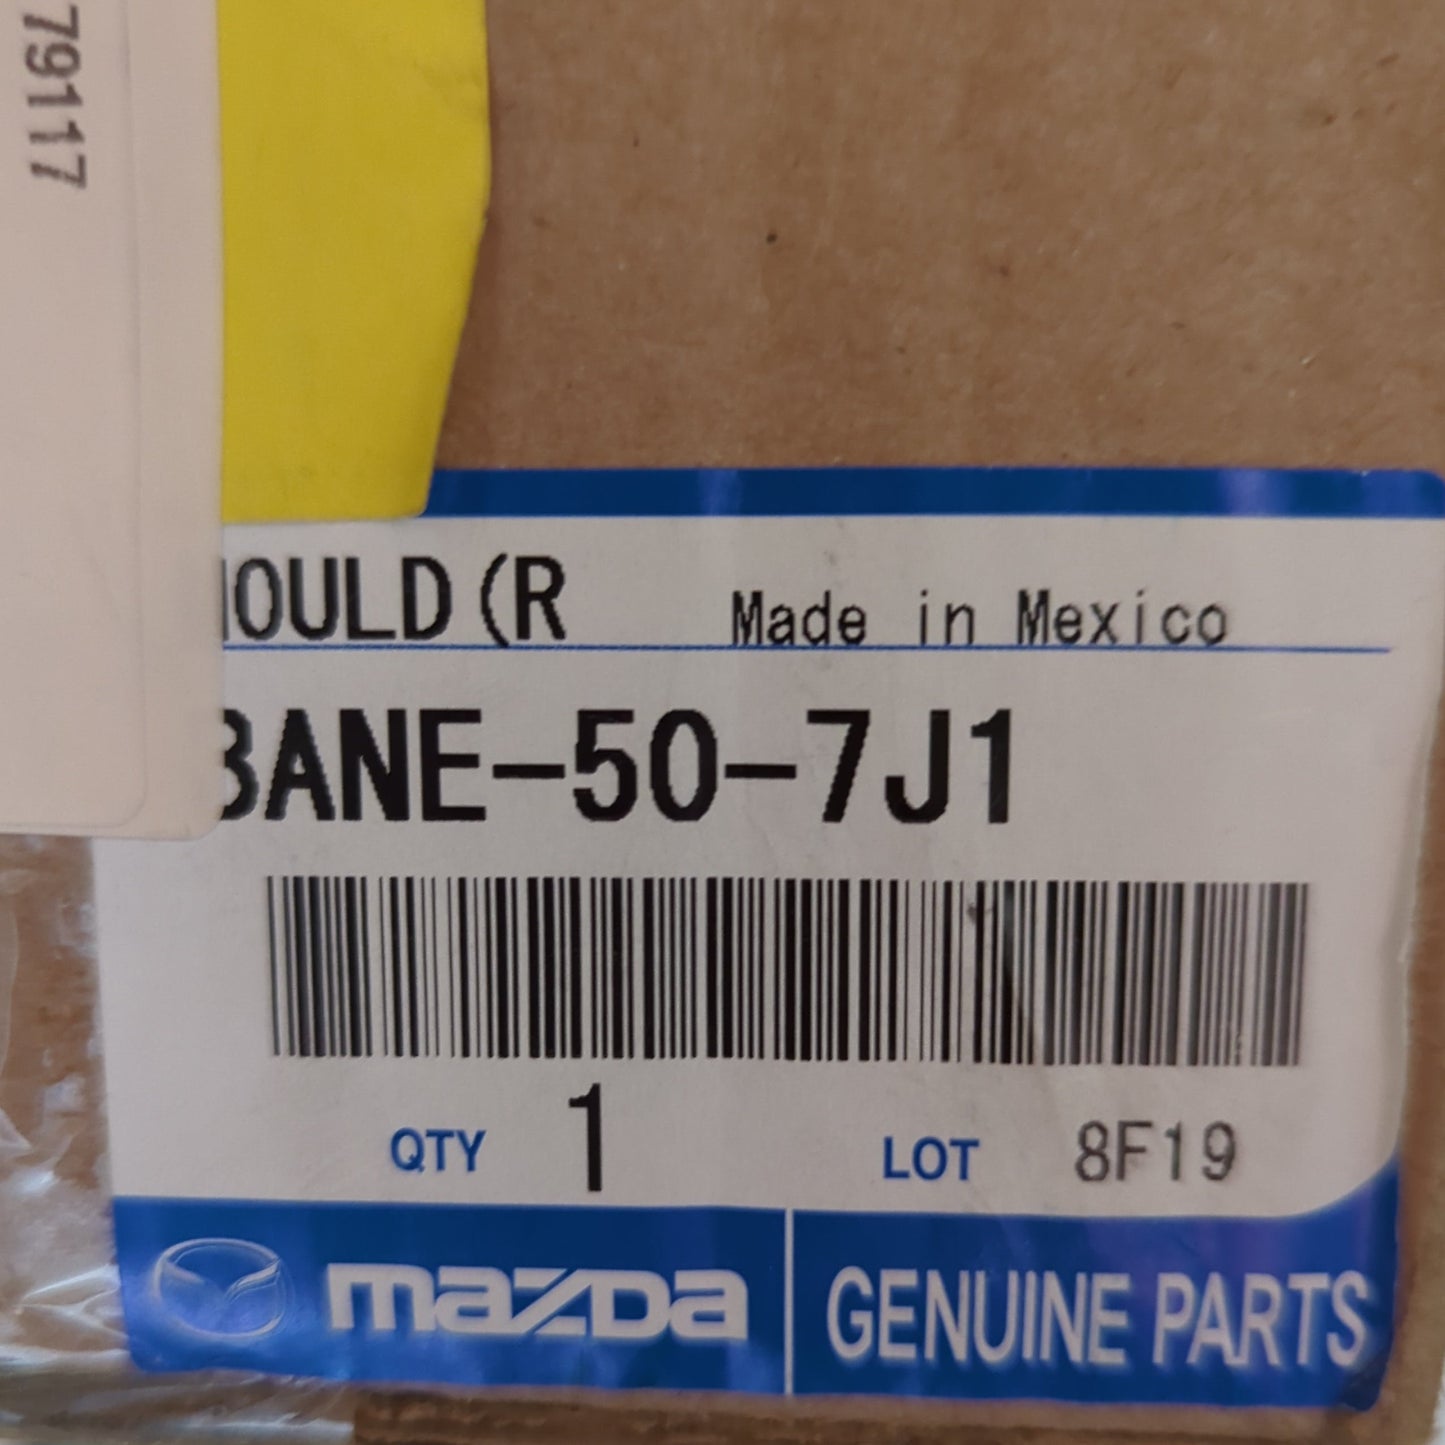 79117
MOULD(R Made in Mexico
BANE-50-7J1
QTY 1 LOT 8F19
mazda GENUINE PARTS